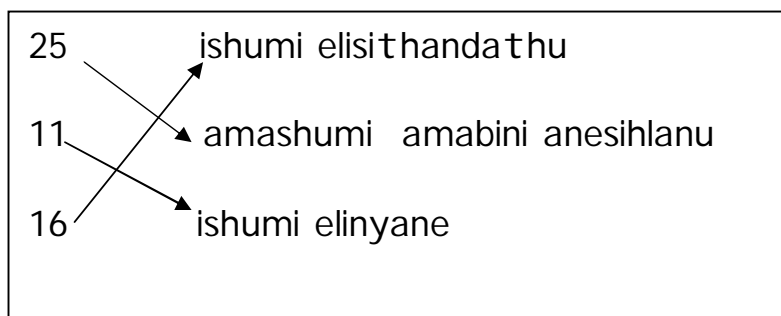 25 ishumi elisithandathu
11 amashumi amabini anesihlanu
16 ishumi elinyane